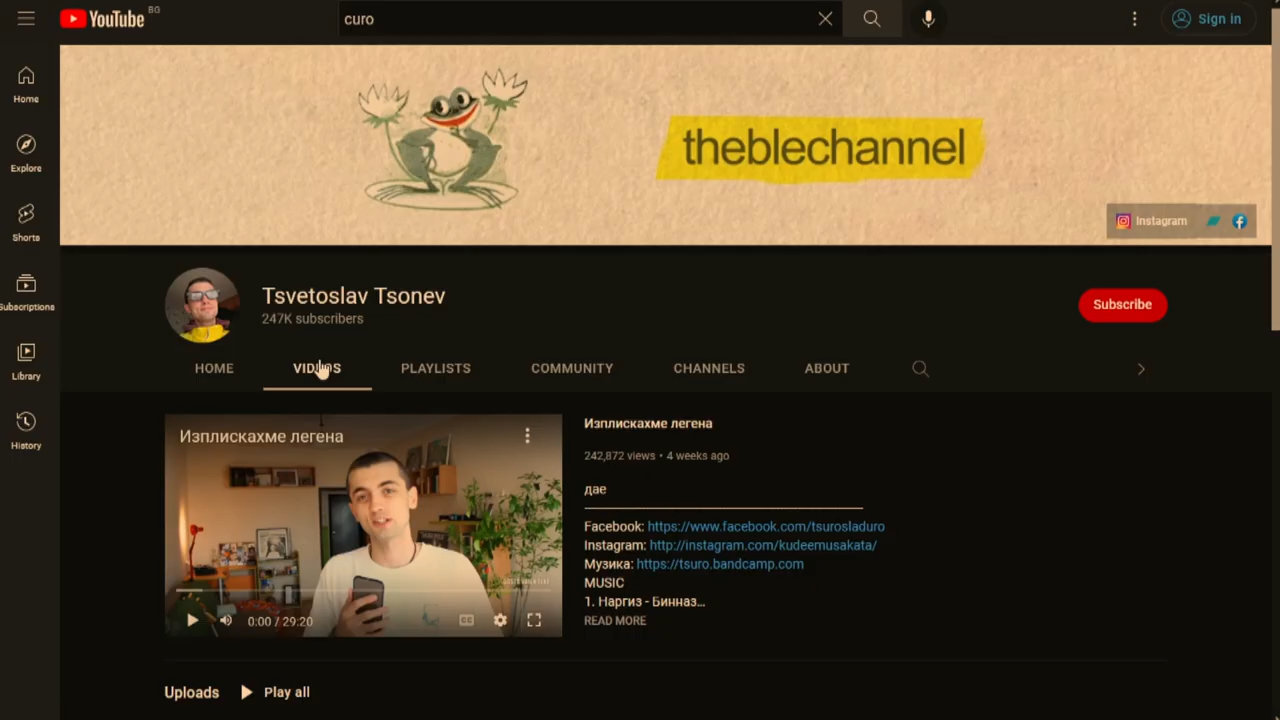 YouTube BG
curo
Sign in
Home
Explore
Shorts
Subscriptions
Library
History
theblechannel
Instagram
Tsvetoslav Tsonev
247K subscribers
Subscribe
HOME VIDEOS PLAYLISTS COMMUNITY CHANNELS ABOUT
Изплискахме легена
0:00 / 29:20
Изплискахме легена
242,872 views • 4 weeks ago
дае
Facebook: https://www.facebook.com/tsurosladuro
Instagram: http://instagram.com/kudeemusakata/
Музика: https://tsuro.bandcamp.com
MUSIC
1. Наргиз - Бинназ...
READ MORE
Uploads Play all